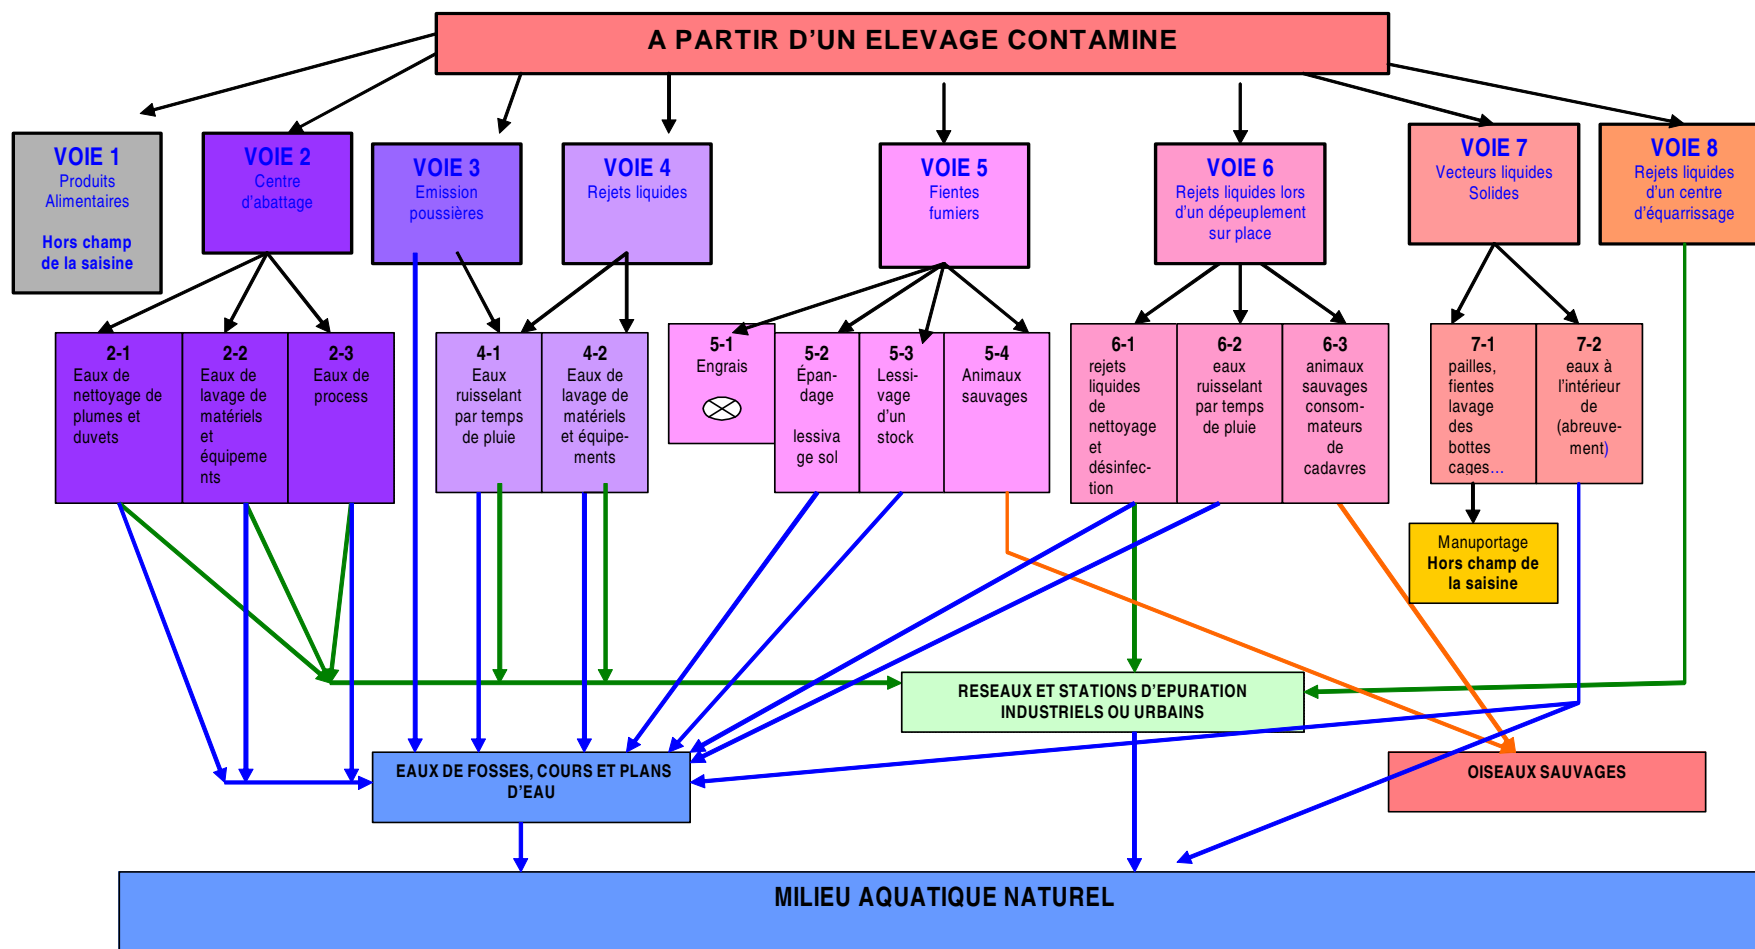 A PARTIR D'UN ELEVAGE CONTAMINE
VOIE 1
Produits
Alimentaires
Hors champ
de la saisine
VOIE 2
Centre
d'abattage
VOIE 3
Emission
poussières
VOIE 4
Rejets liquides
VOIE 5
Fientes
fumiers
VOIE 6
Rejets liquides lors
d'un dépeuplement
sur place
VOIE 7
Vecteurs liquides
Solides
VOIE 8
Rejets liquides
d'un centre
d'équarrissage
2-1
Eaux de
nettoyage de
plumes et
duvets
2-2
Eaux de
lavage de
matériels
et
équipeme
nts
2-3
Eaux de
process
4-1
Eaux
ruisselant
par temps
de pluie
4-2
Eaux de
lavage de
matériels
et équipe-
ments
5-1
Engrais
5-2
Épan-
dage
lessiva
ge sol
5-3
Lessi-
vage
d'un
stock
5-4
Animaux
sauvages
6-1
rejets
liquides
de
nettoyage
et
désinfec-
tion
6-2
eaux
ruisselant
par temps
de pluie
6-3
animaux
sauvages
consom-
mateurs
de
cadavres
7-1
pailles,
fientes
lavage
des
bottes
cages...
7-2
eaux à
l'intérieur
de
(abreuve-
ment)
Manuportage
Hors champ de
la saisine
RESEAUX ET STATIONS D'EPURATION
INDUSTRIELS OU URBAINS
EAUX DE FOSSES, COURS ET PLANS
D'EAU
OISEAUX SAUVAGES
MILIEU AQUATIQUE NATUREL